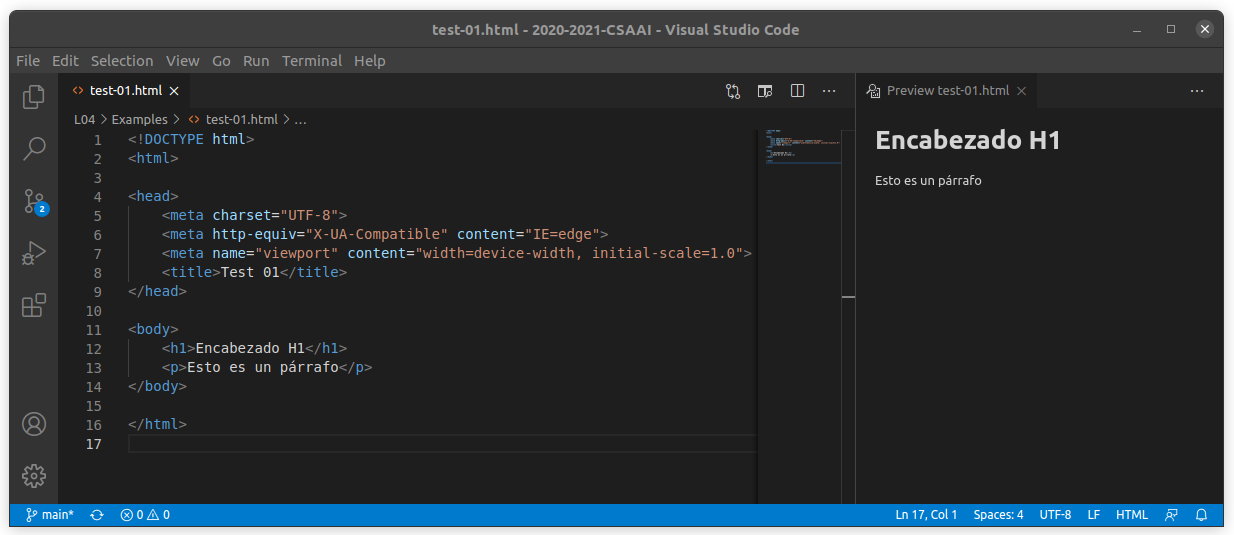 test-01.html - 2020-2021-CSAAI - Visual Studio Code
File Edit Selection View Go Run Terminal Help
test-01.html
Preview test-01.html
L04 > Examples > test-01.html > ...
1 <!DOCTYPE html>
2 <html>
3
4 <head>
5     <meta charset="UTF-8">
6     <meta http-equiv="X-UA-Compatible" content="IE=edge">
7     <meta name="viewport" content="width=device-width, initial-scale=1.0">
8     <title>Test 01</title>
9 </head>
10
11 <body>
12     <h1>Encabezado H1</h1>
13     <p>Esto es un párrafo</p>
14 </body>
15
16 </html>
17
Encabezado H1
Esto es un párrafo
2
main* 0 0 Ln 17, Col 1 Spaces: 4 UTF-8 LF HTML